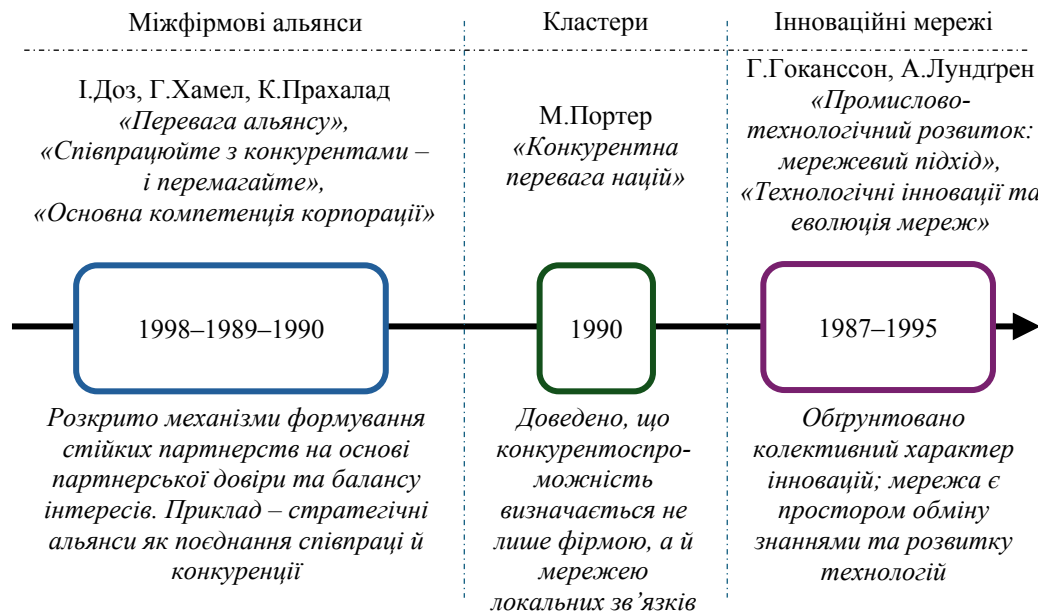 Міжфірмові альянси
І.Доз, Г.Хамел, К.Прахалад
«Перевага альянсу»,
«Співпрацюйте з конкурентами –
і перемагайте»,
«Основна компетенція корпорації»
1998–1989–1990
Розкрито механізми формування
стійких партнерств на основі
партнерської довіри та балансу
інтересів. Приклад – стратегічні
альянси як поєднання співпраці й
конкуренції
Кластери
М.Портер
«Конкурентна
перевага націй»
1990
Доведено, що
конкурентоспро-
можність
визначається не
лише фірмою, а й
мережею
локальних зв’язків
Інноваційні мережі
Г.Гоканссон, А.Лундґрен
«Промислово-
технологічний розвиток:
мережевий підхід»,
«Технологічні інновації та
еволюція мереж»
1987–1995
Обґрунтовано
колективний характер
інновацій; мережа є
простором обміну
знаннями та розвитку
технологій